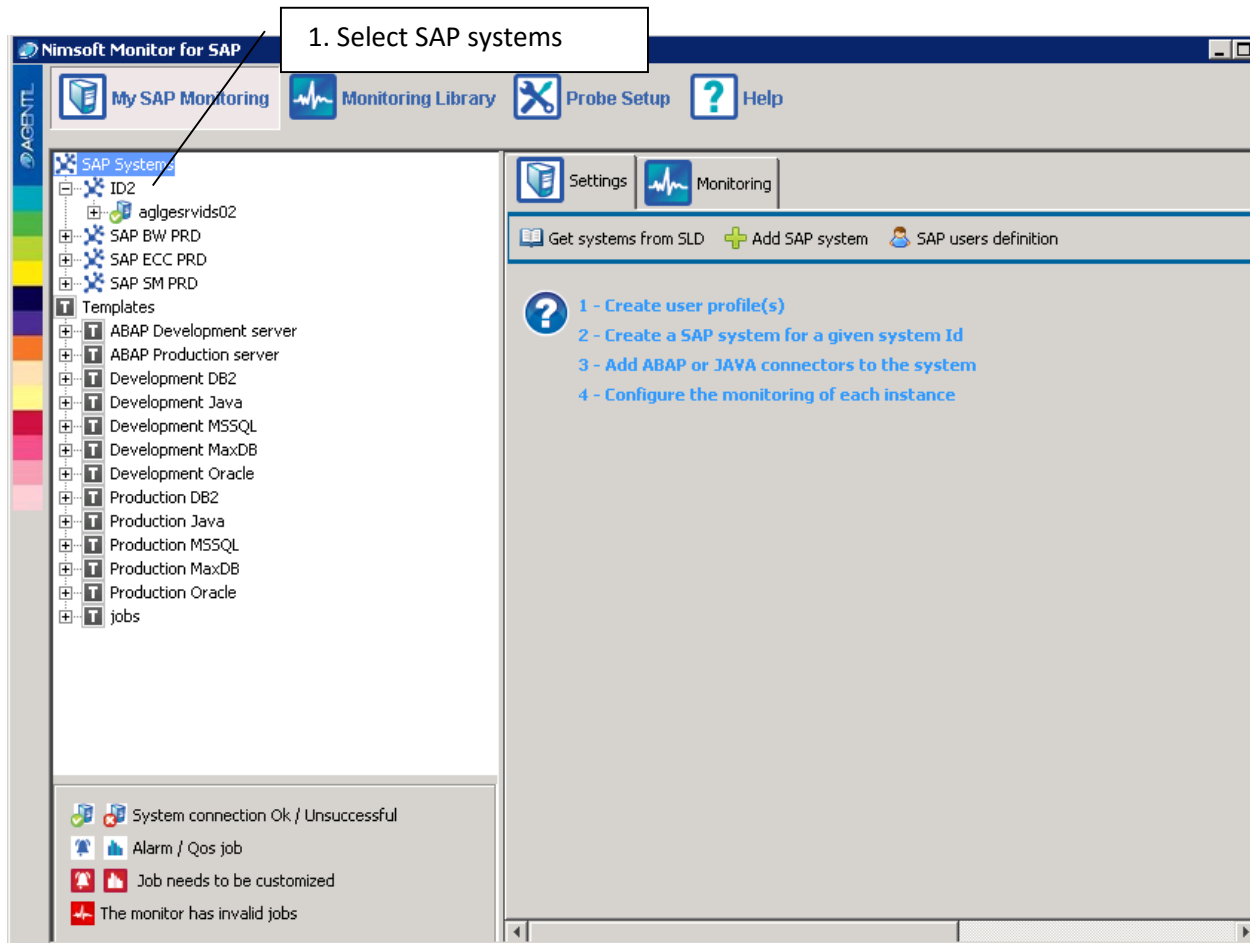 1. Select SAP systems
Nimsoft Monitor for SAP
AGENTIL
My SAP Monitoring
Monitoring Library
Probe Setup
? Help
SAP Systems
ID2
aglgesrvids02
SAP BW PRD
SAP ECC PRD
SAP SM PRD
T Templates
T ABAP Development server
T ABAP Production server
T Development DB2
T Development Java
T Development MSSQL
T Development MaxDB
T Development Oracle
T Production DB2
T Production Java
T Production MSSQL
T Production MaxDB
T Production Oracle
T jobs
System connection Ok / Unsuccessful
Alarm / Qos job
Job needs to be customized
The monitor has invalid jobs
Settings
Monitoring
Get systems from SLD
Add SAP system
SAP users definition
? 1 - Create user profile(s)
2 - Create a SAP system for a given system Id
3 - Add ABAP or JAVA connectors to the system
4 - Configure the monitoring of each instance